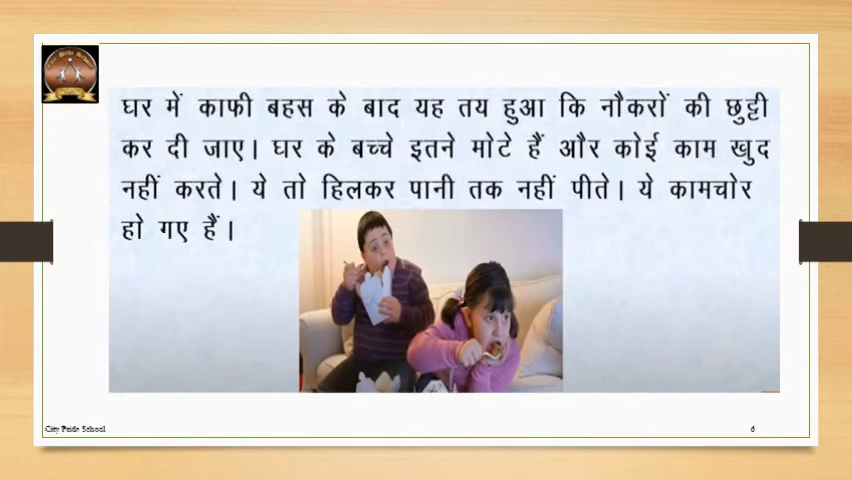 घर में काफी बहस के बाद यह तय हुआ कि नौकरों की छुट्टी
कर दी जाए। घर के बच्चे इतने मोटे हैं और कोई काम खुद
नहीं करते। ये तो हिलकर पानी तक नहीं पीते। ये कामचोर
हो गए हैं।
City Pride School
6